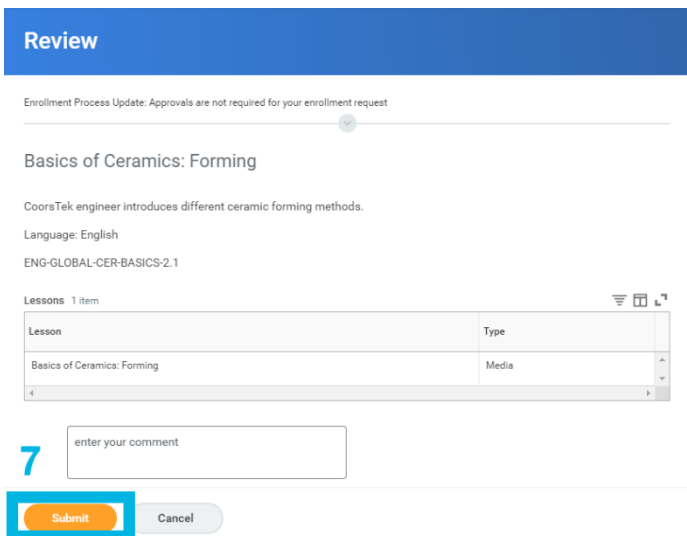 Review
Enrollment Process Update: Approvals are not required for your enrollment request
Basics of Ceramics: Forming
CoorsTek engineer introduces different ceramic forming methods.
Language: English
ENG-GLOBAL-CER-BASICS-2.1
Lessons 1 item
Lesson Type
Basics of Ceramics: Forming Media
enter your comment
7
Submit Cancel